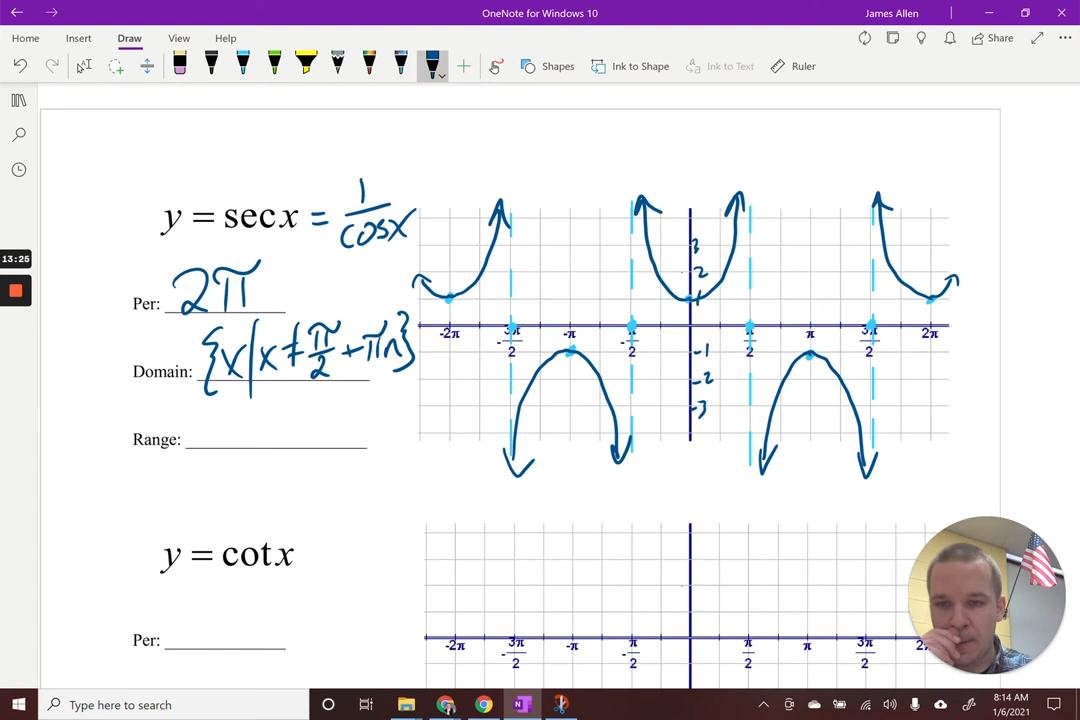 OneNote for Windows 10
James Allen
Home Insert Draw View Help
Share
Shapes Ink to Shape Ink to Text Ruler
y = sec x = 1/cosx
13:25
Per: 2π
Domain: {x|x≠π/2+πn}
Range:
3
2
1
-2π -3π/2 -π -π/2 π/2 π 3π/2 2π
-1
-2
-3
y = cot x
Per:
-2π -3π/2 -π -π/2 π/2 π 3π/2
Type here to search
8:14 AM
1/6/2021